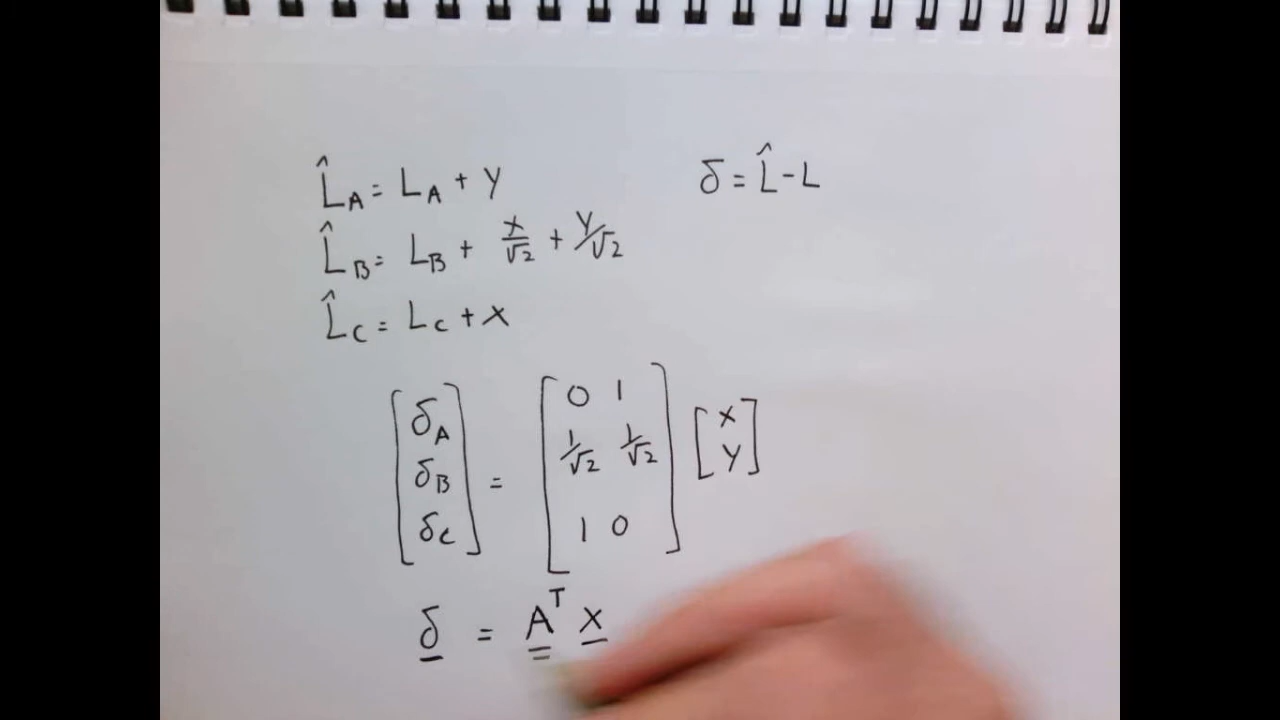 L̂_A = L_A + y
δ = L̂ - L
L̂_B = L_B + x/√2 + y/√2
L̂_C = L_C + x
[δ_A δ_B δ_C] = [0 1; 1/√2 1/√2; 1 0] [x y]
δ = A^T x